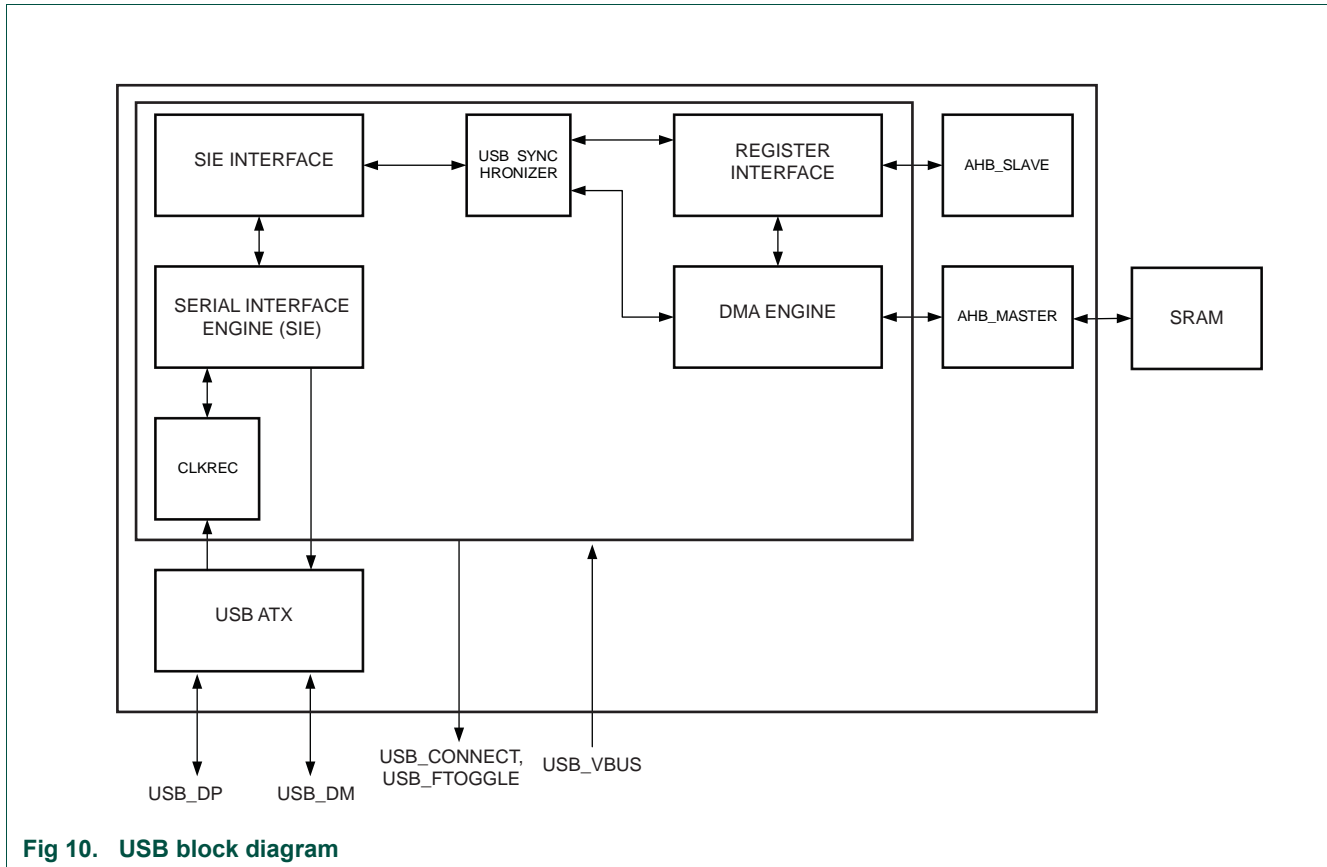 SIE INTERFACE
USB SYNC
HRONIZER
REGISTER
INTERFACE
AHB_SLAVE
SERIAL INTERFACE
ENGINE (SIE)
DMA ENGINE
AHB_MASTER
SRAM
CLKREC
USB ATX
USB_CONNECT,
USB_FTOGGLE
USB_VBUS
USB_DP
USB_DM
Fig 10. USB block diagram